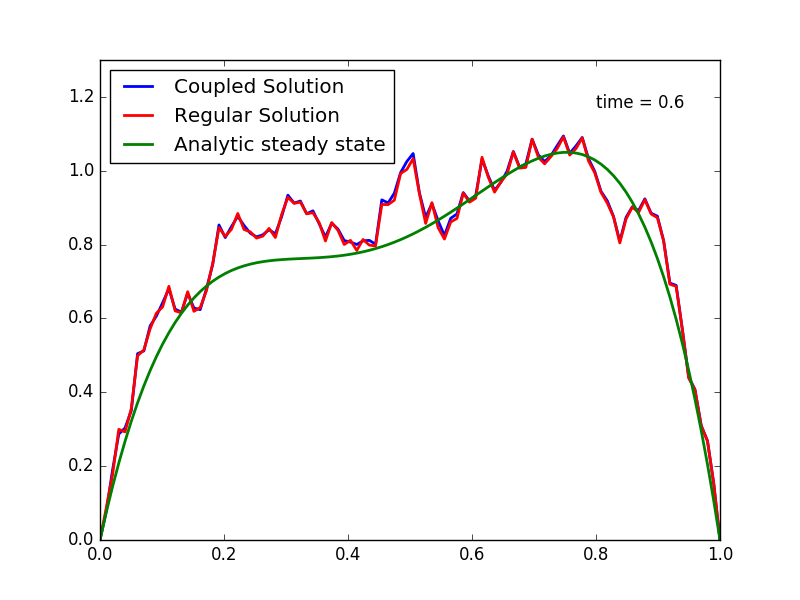 1.2
1.0
0.8
0.6
0.4
0.2
0.0
Coupled Solution
Regular Solution
Analytic steady state
time = 0.6
0.0 0.2 0.4 0.6 0.8 1.0